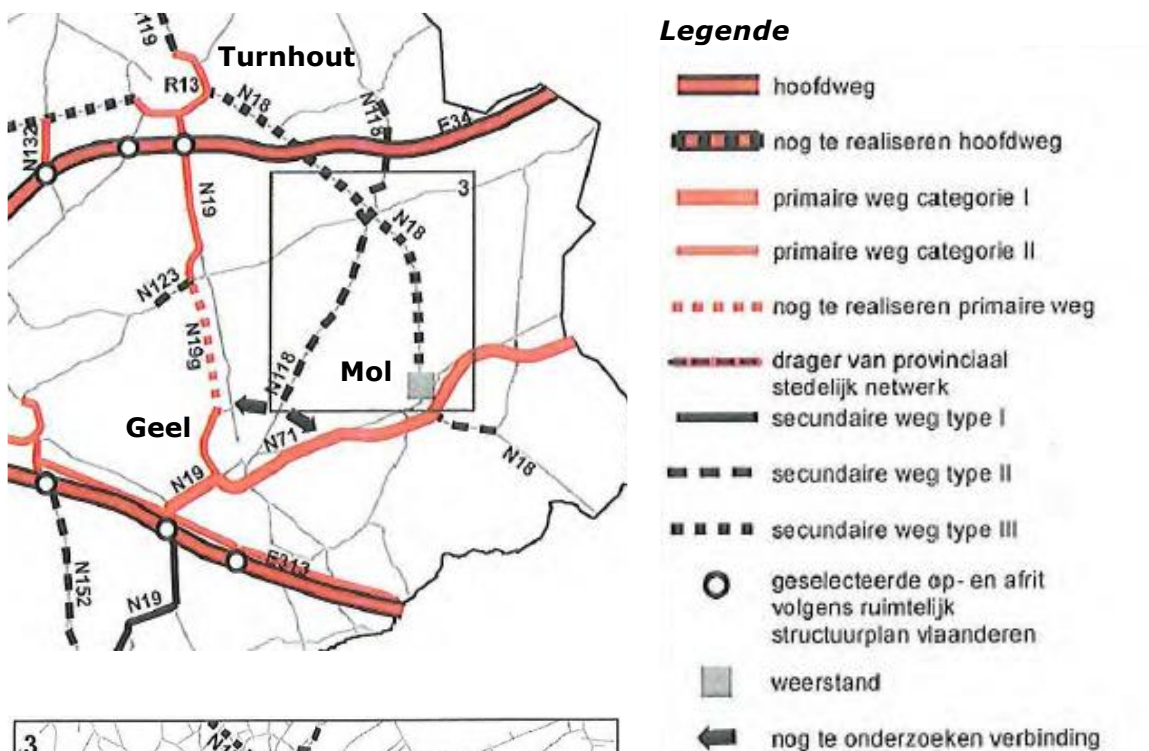 N119
Turnhout
R13
N18
N118
E34
N132
N19
3
N18
N123
N199
N118
Mol
Geel
N71
N19
N18
E313
N152
N19
3
Legende
hoofdweg
nog te realiseren hoofdweg
primaire weg categorie I
primaire weg categorie II
nog te realiseren primaire weg
drager van provinciaal
stedelijk netwerk
secundaire weg type I
secundaire weg type II
secundaire weg type III
geselecteerde op- en afrit
volgens ruimtelijk
structuurplan vlaanderen
weerstand
nog te onderzoeken verbinding